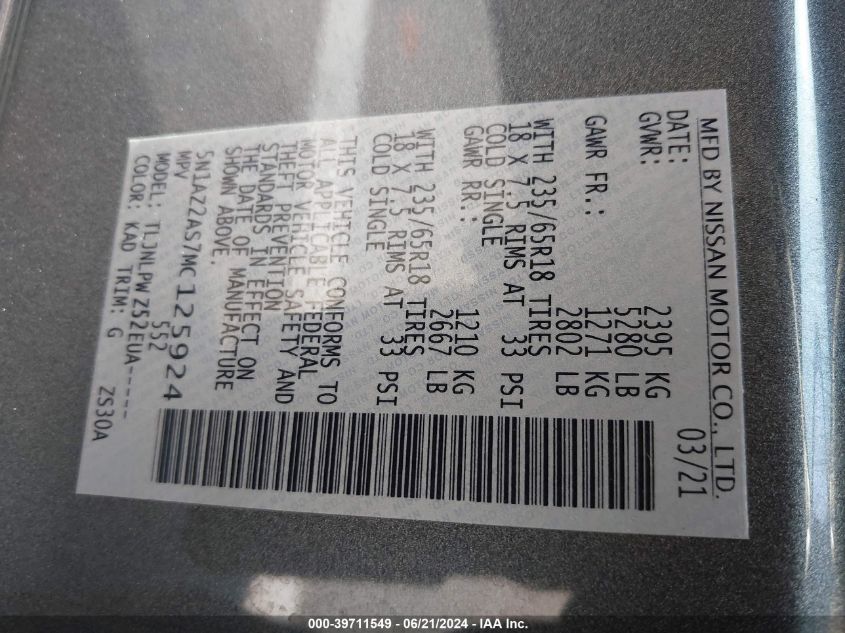 MFD BY NISSAN MOTOR CO., LTD.
DATE: 03/21
GVWR: 2395 KG
5280 LB
GAWR FR.: 1271 KG
2802 LB
WITH 235/65R18 TIRES
18 X 7.5 RIMS AT 33 PSI
COLD SINGLE
GAWR RR.: 1210 KG
2667 LB
WITH 235/65R18 TIRES
18 X 7.5 RIMS AT 33 PSI
COLD SINGLE
THIS VEHICLE CONFORMS TO
ALL APPLICABLE FEDERAL
MOTOR VEHICLE SAFETY AND
THEFT PREVENTION
STANDARDS IN EFFECT ON
THE DATE OF MANUFACTURE
SHOWN ABOVE.
5N1AZ2AS7MC125924
MPV 552
MODEL: TLJNLPW Z52EUA-----
COLOR: KAD TRIM: G ZS30A
000-39711549 - 06/21/2024 - IAA Inc.